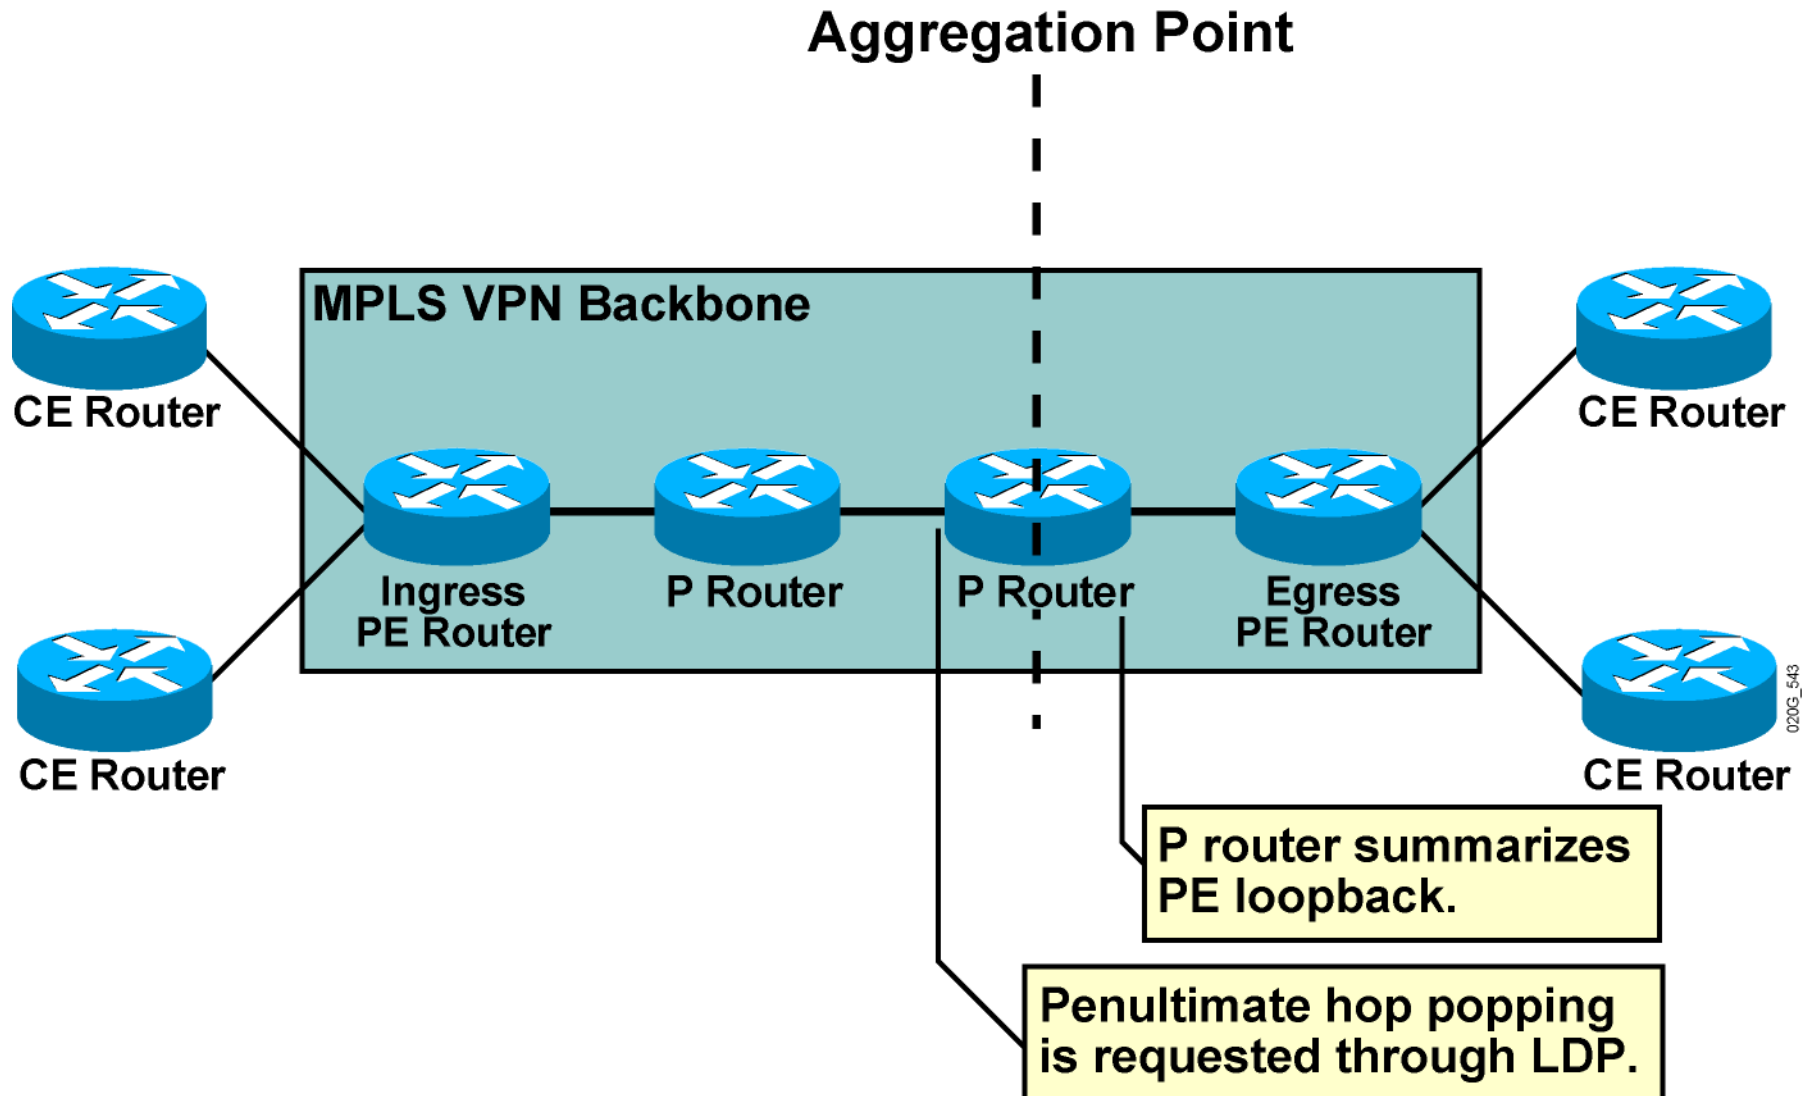 Aggregation Point
MPLS VPN Backbone
CE Router
CE Router
Ingress
PE Router
P Router
P Router
Egress
PE Router
CE Router
CE Router
020G_543
P router summarizes
PE loopback.
Penultimate hop popping
is requested through LDP.